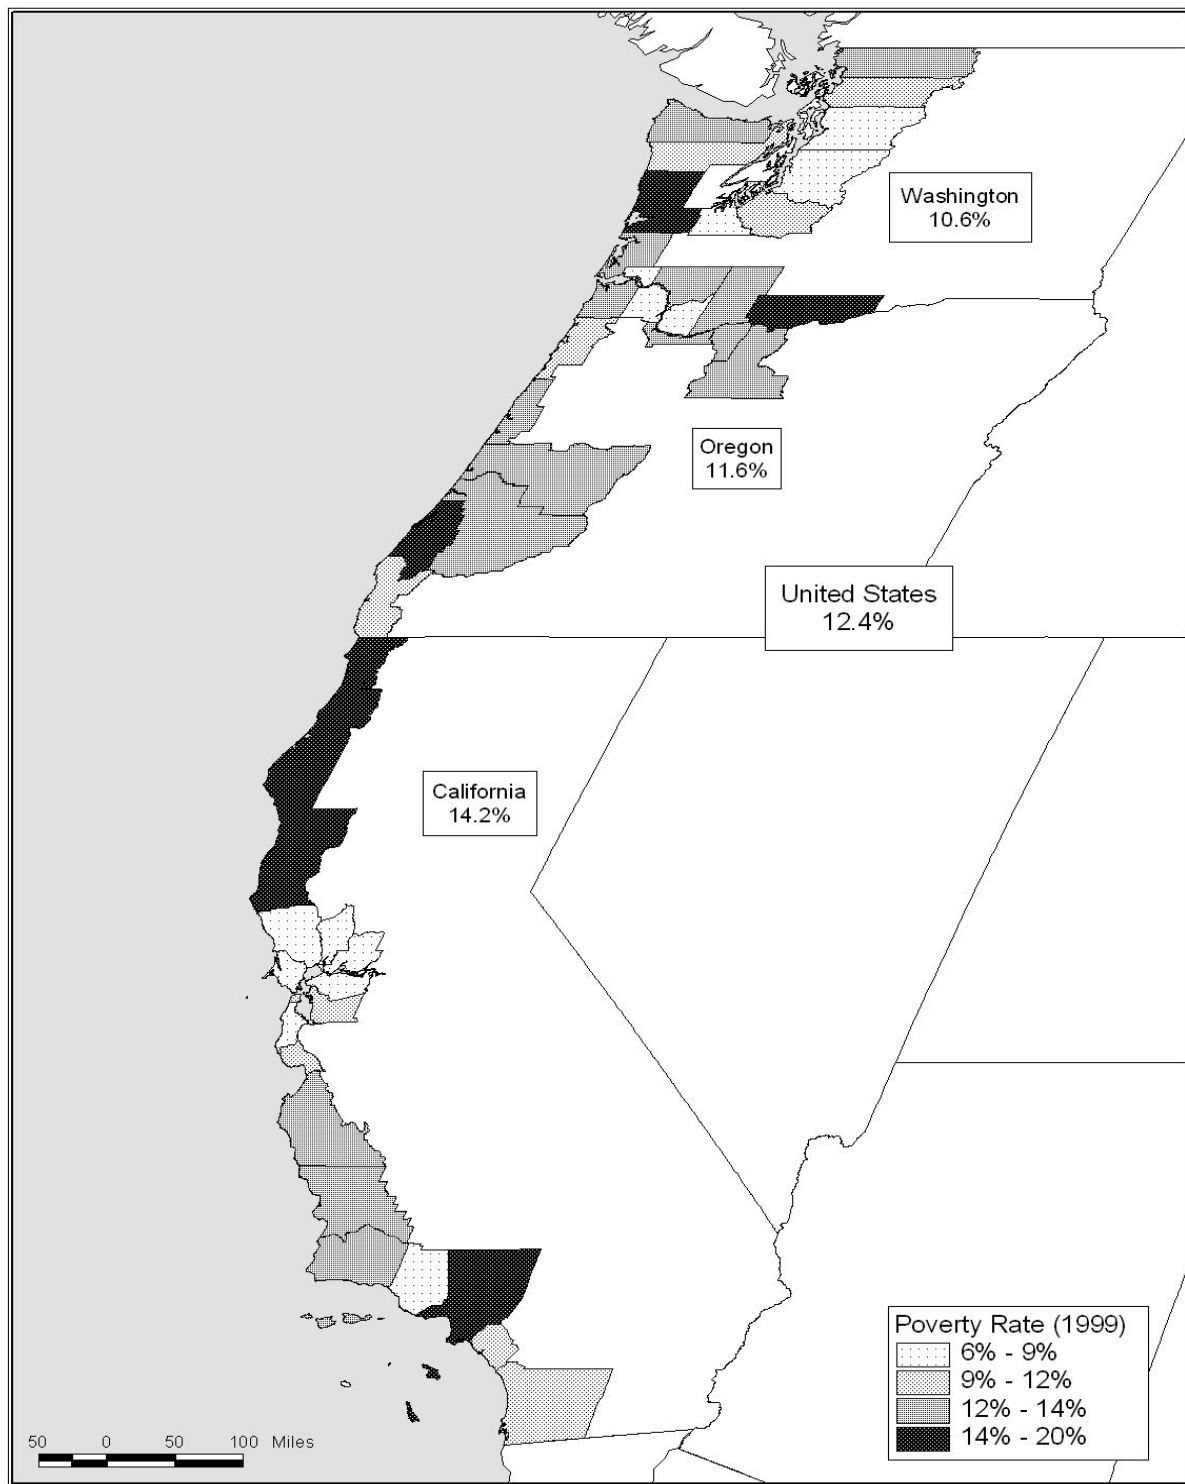 Washington
10.6%
Oregon
11.6%
United States
12.4%
California
14.2%
Poverty Rate (1999)
6% - 9%
9% - 12%
12% - 14%
14% - 20%
50 0 50 100 Miles